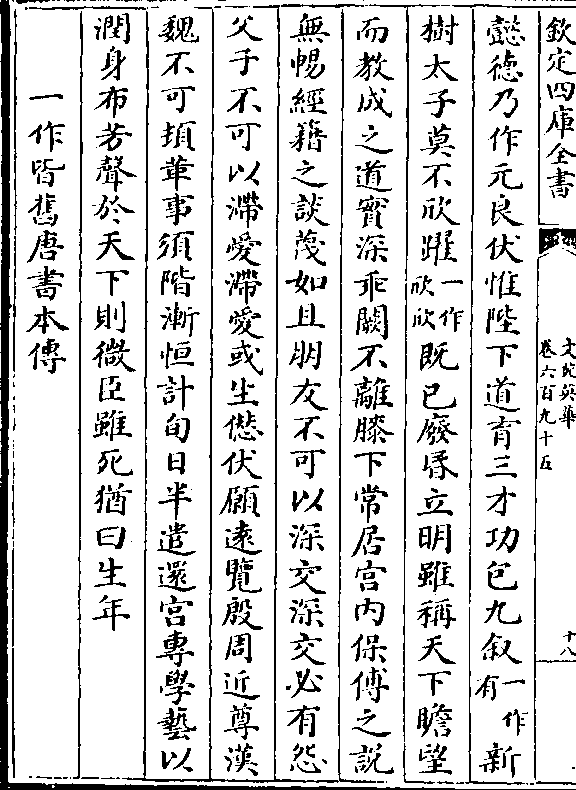 欽定四庫全書
文苑英華
卷六百九十五
十八
懿德乃作元良伏惟陛下道育三才功包九叙一作有新
樹太子莫不欣躍一作欣欣既已廢昏立明雖稱天下瞻望
而教成之道實深乖闕不離膝下常居宫内保傅之説
無暢經籍之談蔑如且朋友不可以深交深交必有怨
父子不可以滯愛滯愛或生愆伏願遠覽殷周近尊漢
魏不可頓革事須階漸恒計旬日半遣還宫專學藝以
潤身布芳聲於天下則微臣雖死猶曰生年
一作皆舊唐書本傳